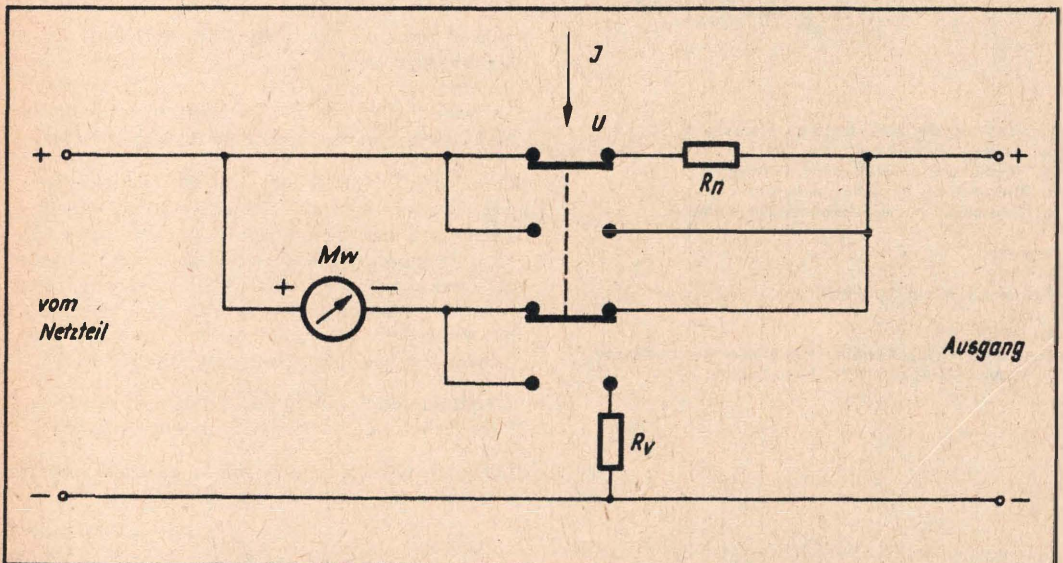 J
U
+ +
Rn
Mw
+ −
vom
Netzteil
Ausgang
Rv
− −